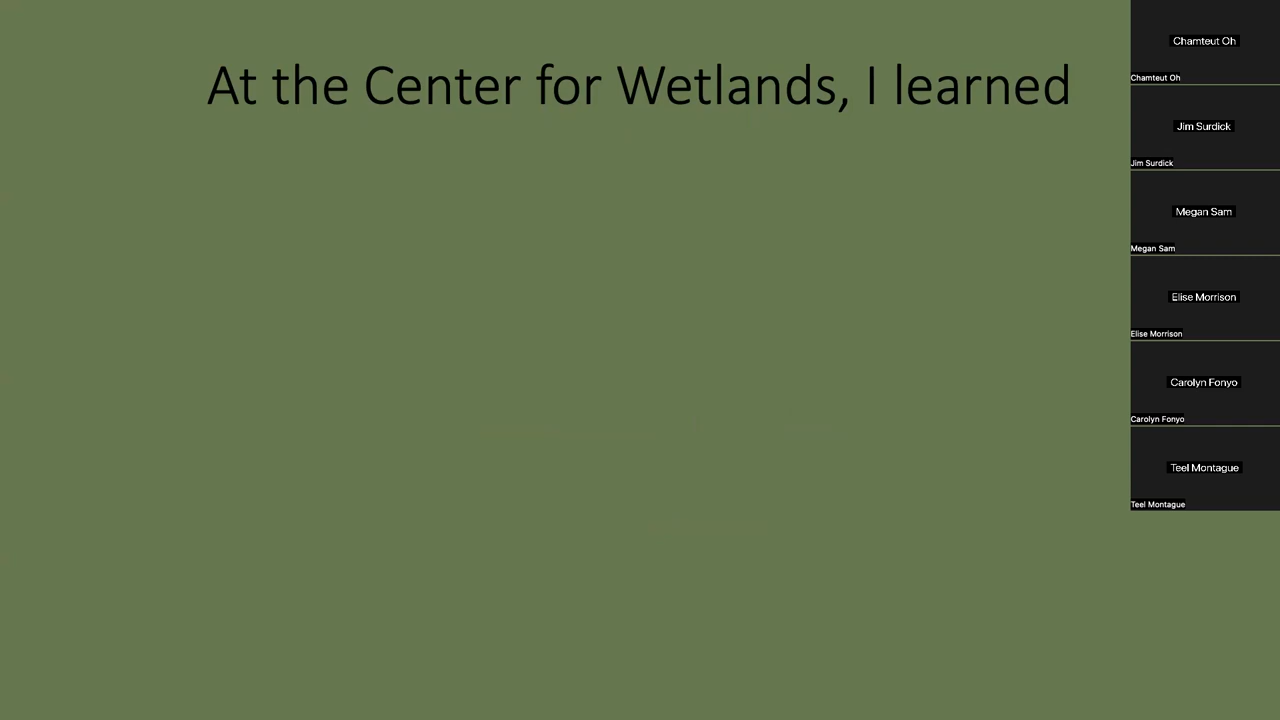 At the Center for Wetlands, I learned
Chamteut Oh
Chamteut Oh
Jim Surdick
Jim Surdick
Megan Sam
Megan Sam
Elise Morrison
Elise Morrison
Carolyn Fonyo
Carolyn Fonyo
Teel Montague
Teel Montague